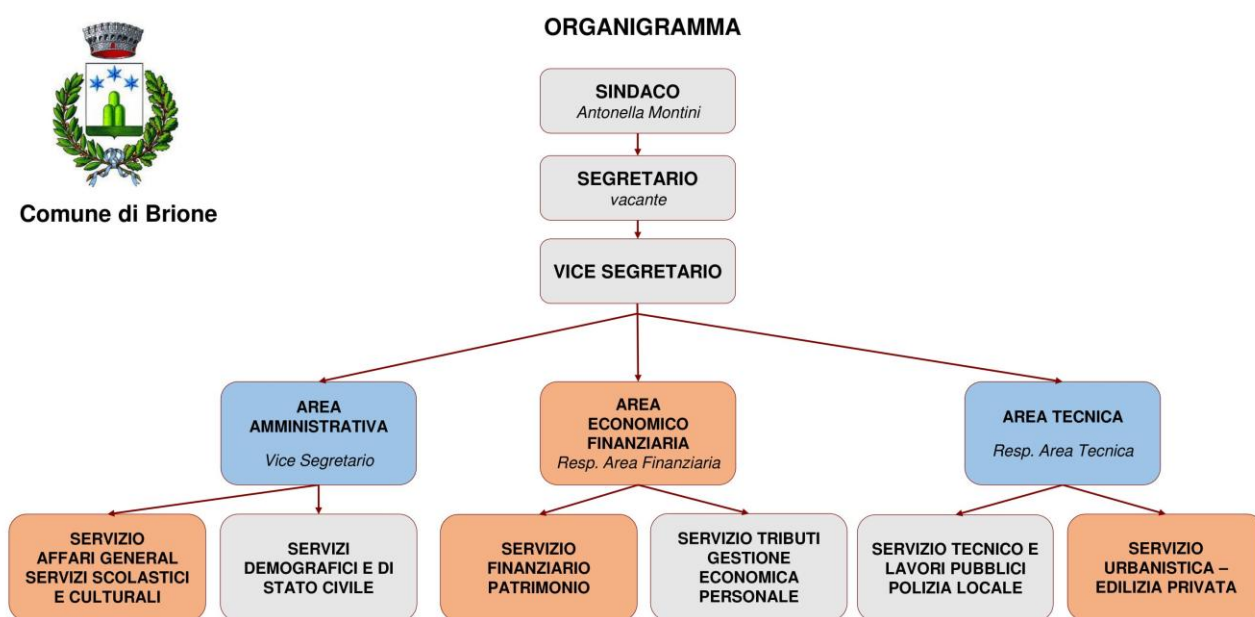 ORGANIGRAMMA
Comune di Brione
SINDACO
Antonella Montini
SEGRETARIO
vacante
VICE SEGRETARIO
AREA
AMMINISTRATIVA
Vice Segretario
AREA
ECONOMICO
FINANZIARIA
Resp. Area Finanziaria
AREA TECNICA
Resp. Area Tecnica
SERVIZIO
AFFARI GENERAL
SERVIZI SCOLASTICI
E CULTURALI
SERVIZI
DEMOGRAFICI E DI
STATO CIVILE
SERVIZIO
FINANZIARIO
PATRIMONIO
SERVIZIO TRIBUTI
GESTIONE
ECONOMICA
PERSONALE
SERVIZIO TECNICO E
LAVORI PUBBLICI
POLIZIA LOCALE
SERVIZIO
URBANISTICA –
EDILIZIA PRIVATA